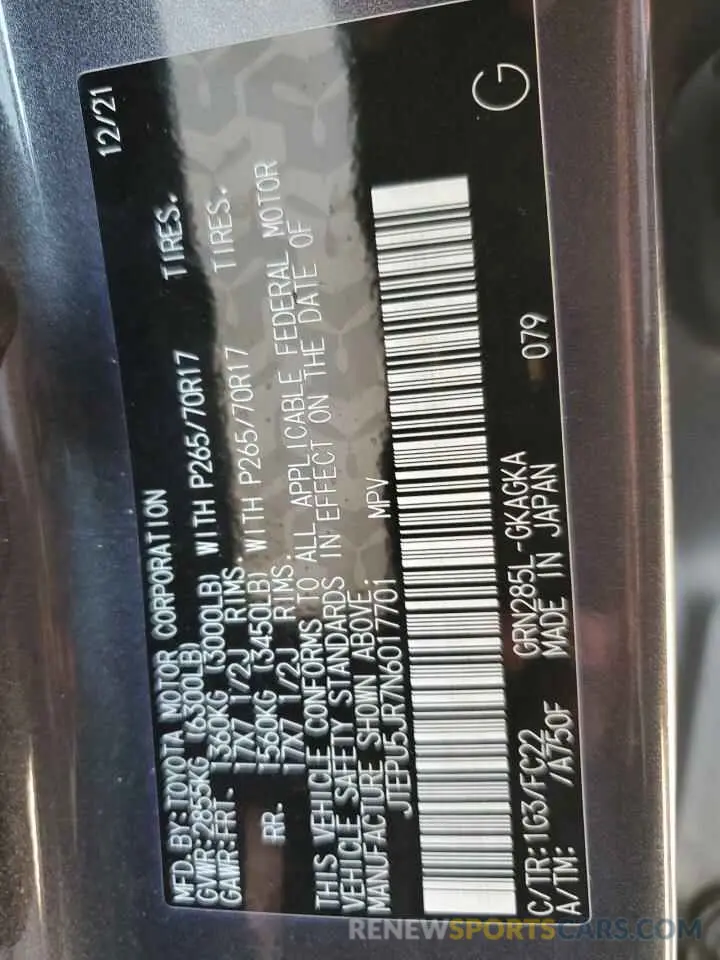 MFD. BY: TOYOTA MOTOR CORPORATION 12/21
GVWR: 2855KG (6300LB)
GAWR: FRT- 1360KG (3000LB) WITH P265/70R17 TIRES.
17X7 1/2J RIMS.
RR- 1560KG (3450LB) WITH P265/70R17 TIRES.
17X7 1/2J RIMS.
THIS VEHICLE CONFORMS TO ALL APPLICABLE FEDERAL MOTOR
VEHICLE SAFETY STANDARDS IN EFFECT ON THE DATE OF
MANUFACTURE SHOWN ABOVE.
JTEPU5JR7N6017701 MPV
C/TR: 1G3/FC22 GRN285L-GKAGKA 079 G
A/TM: /A750F MADE IN JAPAN
RENEWSPORTSCARS.COM